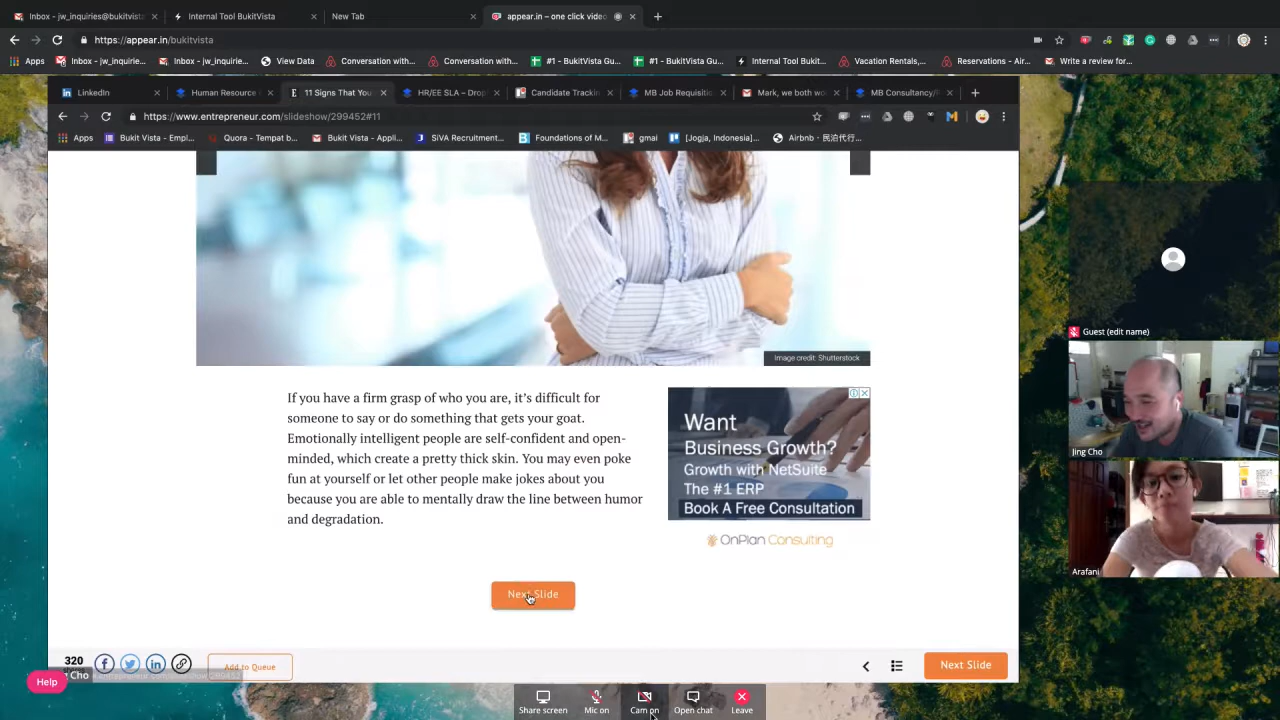 Inbox - jw_inquiries@bukitvist
Internal Tool BukitVista
New Tab
appear.in – one click video
https://appear.in/bukitvista
Apps
Inbox - jw_inquirie...
Inbox - jw_inquirie...
View Data
Conversation with...
Conversation with...
#1 - BukitVista Gu...
#1 - BukitVista Gu...
Internal Tool Bukit...
Vacation Rentals,...
Reservations - Air...
Write a review for...
LinkedIn
Human Resource
11 Signs That You
HR/EE SLA – Drop
Candidate Trackin
MB Job Requisiti
Mark, we both wo
MB Consultancy/
https://www.entrepreneur.com/slideshow/299452#11
Apps
Bukit Vista - Empl...
Quora - Tempat b...
Bukit Vista - Appli...
SiVA Recruitment...
Foundations of M...
gmai
[Jogja, Indonesia]...
Airbnb - 民泊代行...
Image credit: Shutterstock
If you have a firm grasp of who you are, it's difficult for
someone to say or do something that gets your goat.
Emotionally intelligent people are self-confident and open-
minded, which create a pretty thick skin. You may even poke
fun at yourself or let other people make jokes about you
because you are able to mentally draw the line between humor
and degradation.
Want
Business Growth?
Growth with NetSuite
The #1 ERP
Book A Free Consultation
OnPlan Consulting
Next Slide
320
Add to Queue
Next Slide
Cho
Help
Share screen
Mic on
Cam on
Open chat
Leave
Guest (edit name)
Jing Cho
Arafani